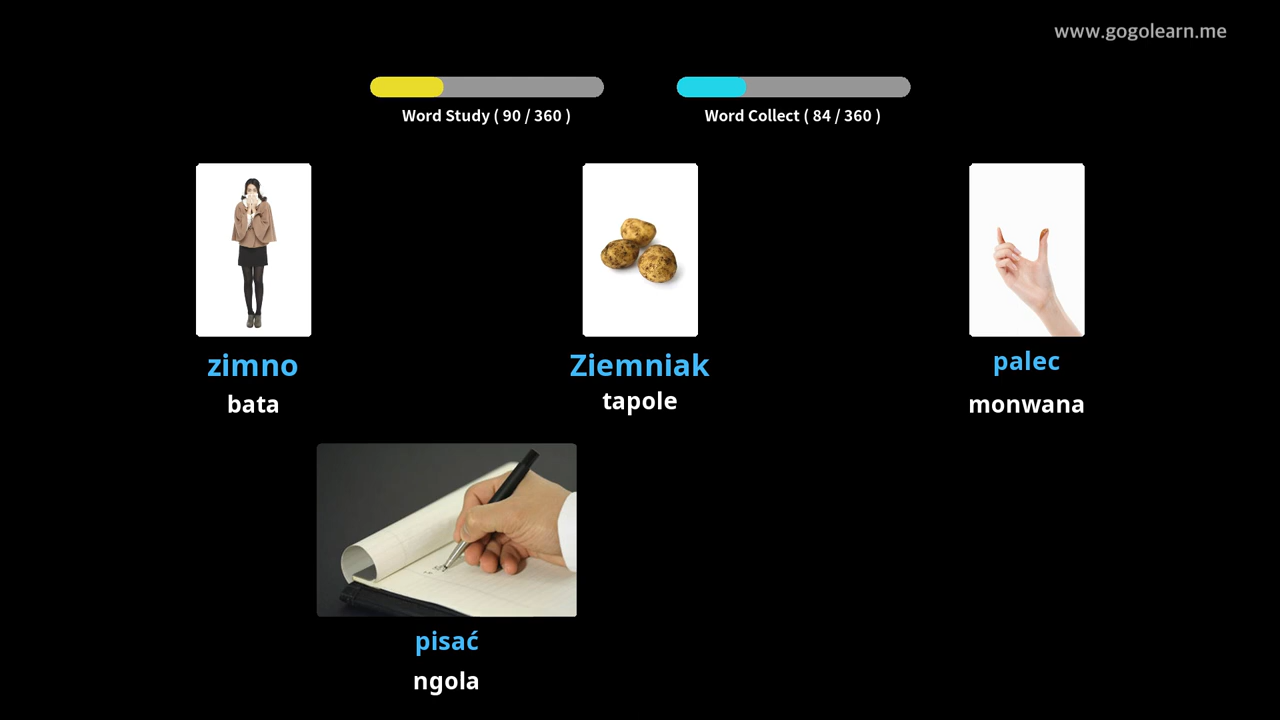 www.gogolearn.me
Word Study ( 90 / 360 )
Word Collect ( 84 / 360 )
zimno
bata
Ziemniak
tapole
palec
monwana
pisać
ngola